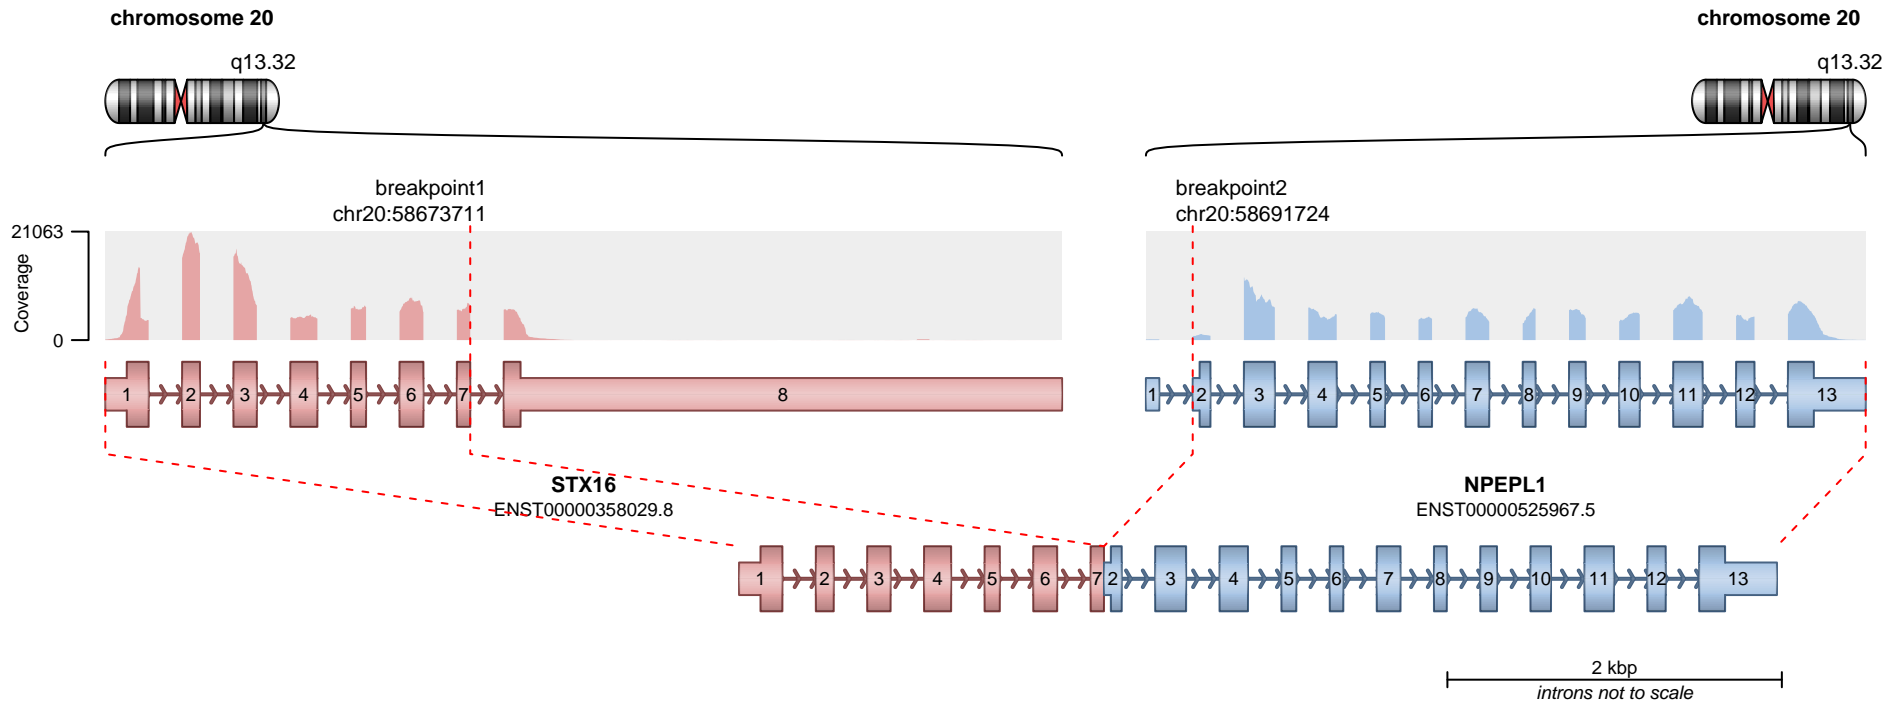 chromosome 20
chromosome 20
q13.32
q13.32
breakpoint1
chr20:58673711
breakpoint2
chr20:58691724
21063
Coverage
0
1 2 3 4 5 6 7 8
1 2 3 4 5 6 7 8 9 10 11 12 13
STX16
ENST00000358029.8
NPEPL1
ENST00000525967.5
1 2 3 4 5 6 7 2 3 4 5 6 7 8 9 10 11 12 13
2 kbp
introns not to scale